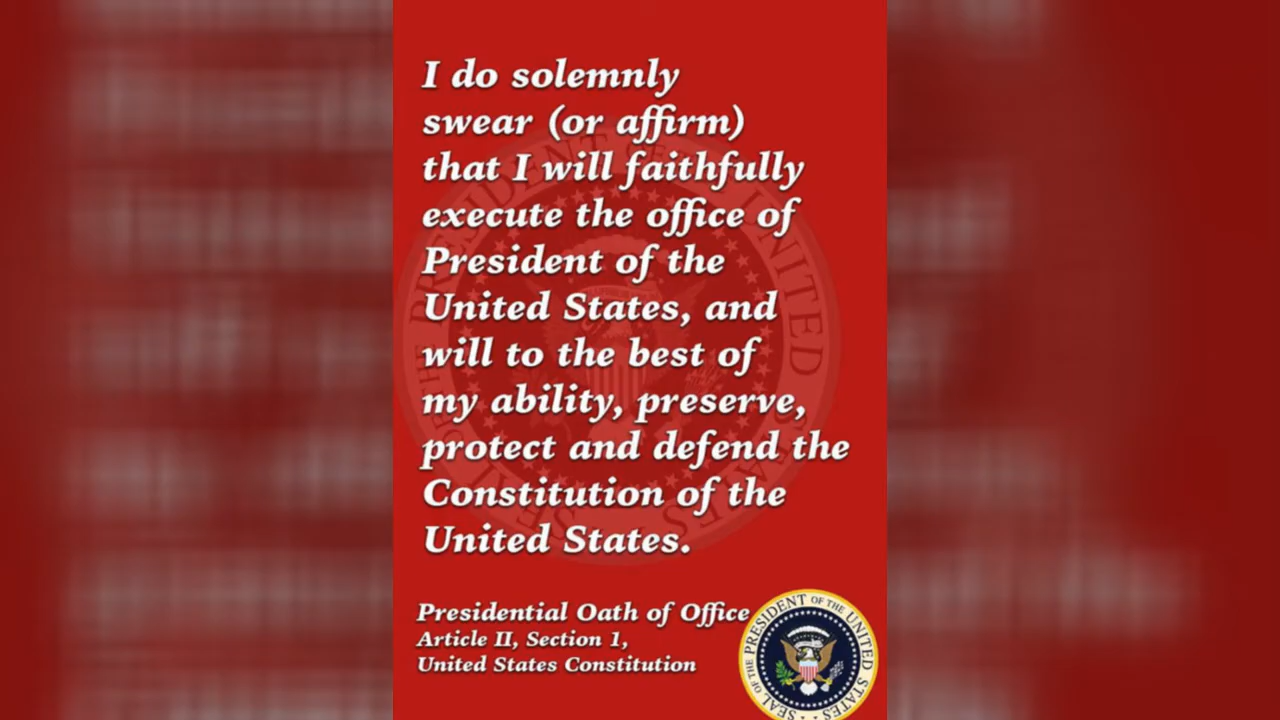 I do solemnly
swear (or affirm)
that I will faithfully
execute the office of
President of the
United States, and
will to the best of
my ability, preserve,
protect and defend the
Constitution of the
United States.
Presidential Oath of Office
Article II, Section 1,
United States Constitution
SEAL OF THE PRESIDENT OF THE UNITED STATES